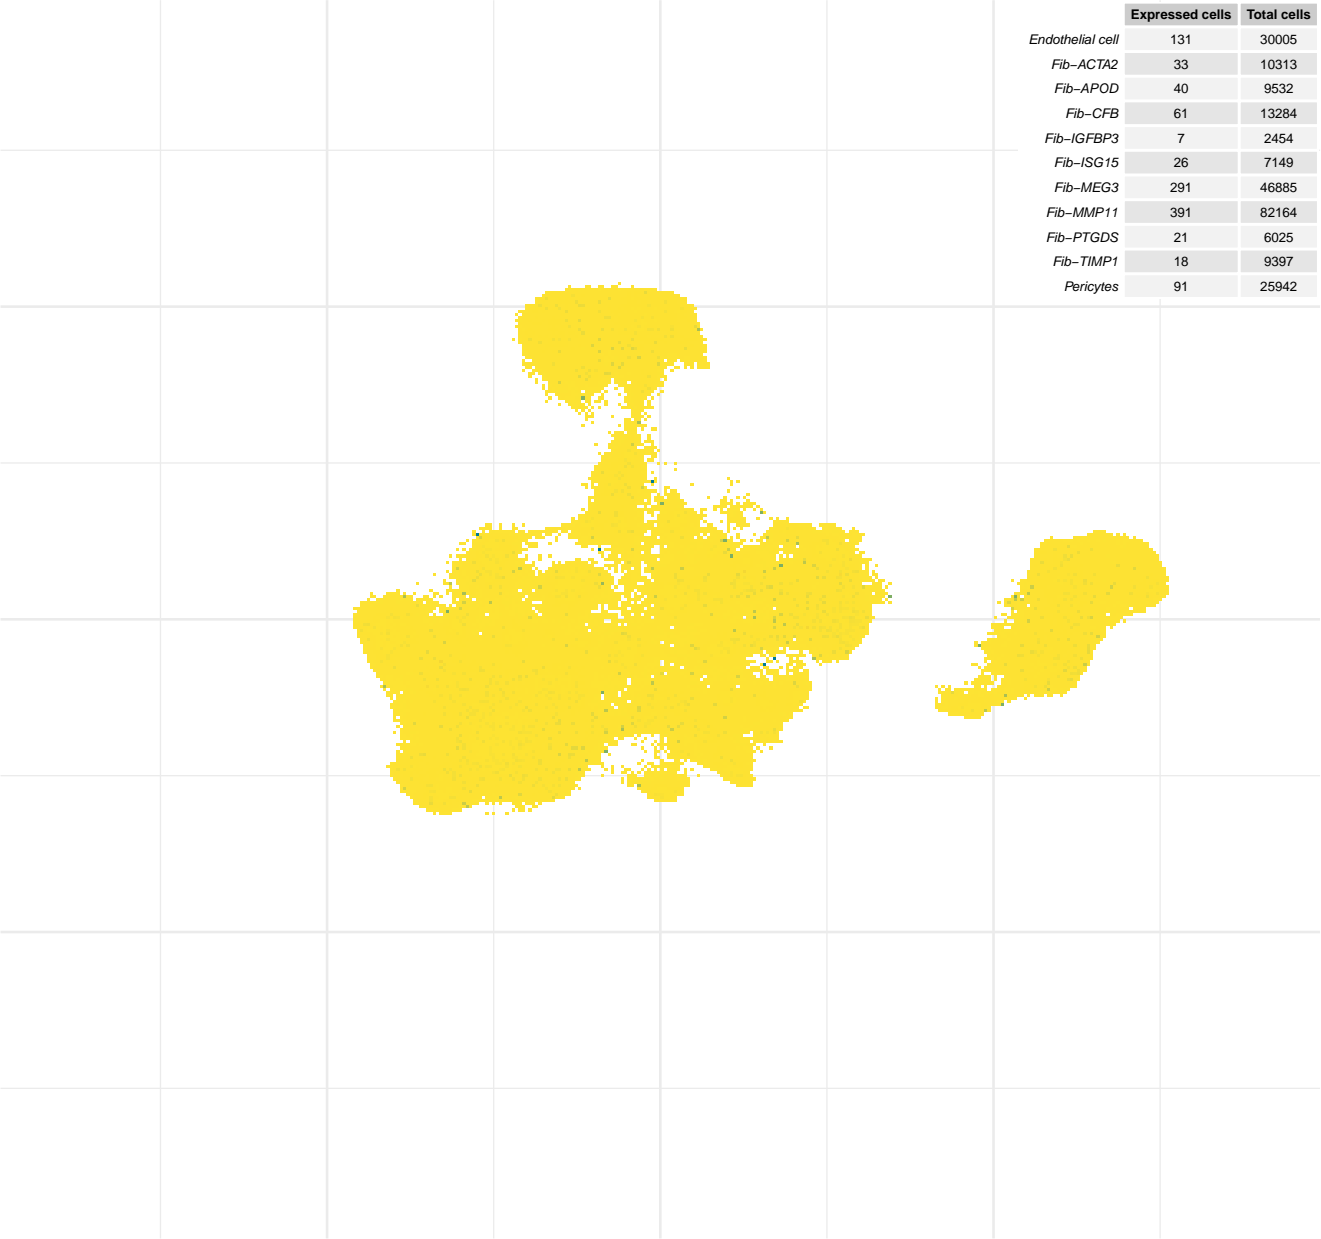 Expressed cells Total cells
Endothelial cell 131 30005
Fib−ACTA2 33 10313
Fib−APOD 40 9532
Fib−CFB 61 13284
Fib−IGFBP3 7 2454
Fib−ISG15 26 7149
Fib−MEG3 291 46885
Fib−MMP11 391 82164
Fib−PTGDS 21 6025
Fib−TIMP1 18 9397
Pericytes 91 25942